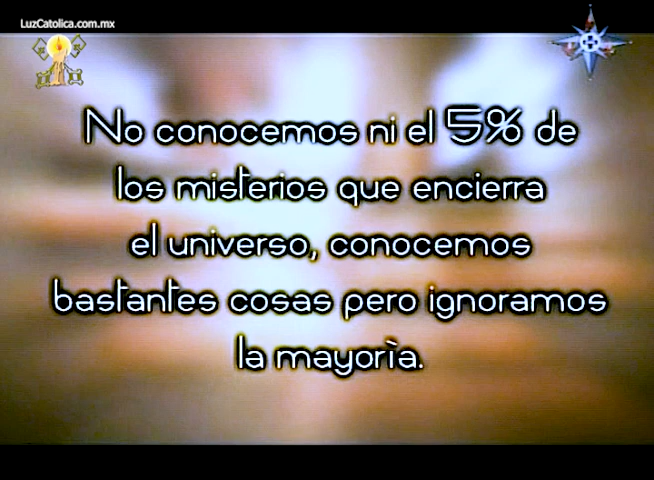 LuzCatolica.com.mx
No conocemos ni el 5% de
los misterios que encierra
el universo, conocemos
bastantes cosas pero ignoramos
la mayorìa.